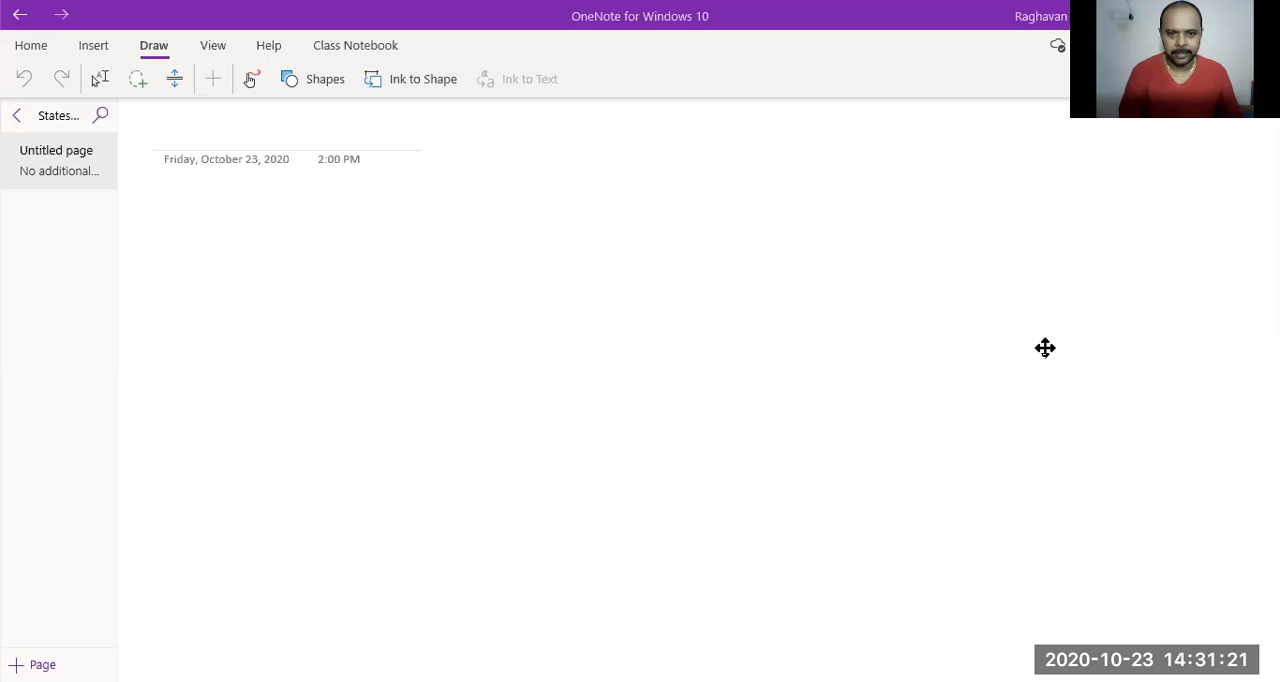 OneNote for Windows 10
Raghavan
Home Insert Draw View Help Class Notebook
Shapes Ink to Shape Ink to Text
States...
Untitled page
No additional...
Friday, October 23, 2020 2:00 PM
Page
2020-10-23 14:31:21